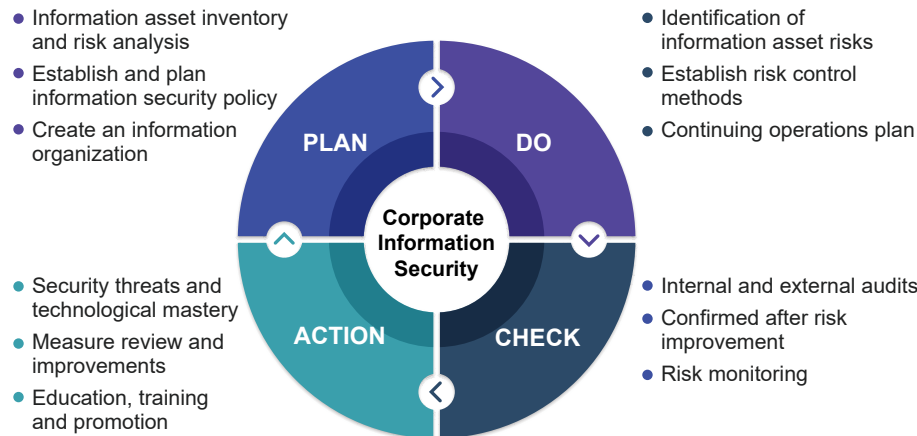 Information asset inventory
and risk analysis
Establish and plan
information security policy
Create an information
organization
Identification of
information asset risks
Establish risk control
methods
Continuing operations plan
PLAN
DO
Corporate
Information
Security
ACTION
CHECK
Security threats and
technological mastery
Measure review and
improvements
Education, training
and promotion
Internal and external audits
Confirmed after risk
improvement
Risk monitoring